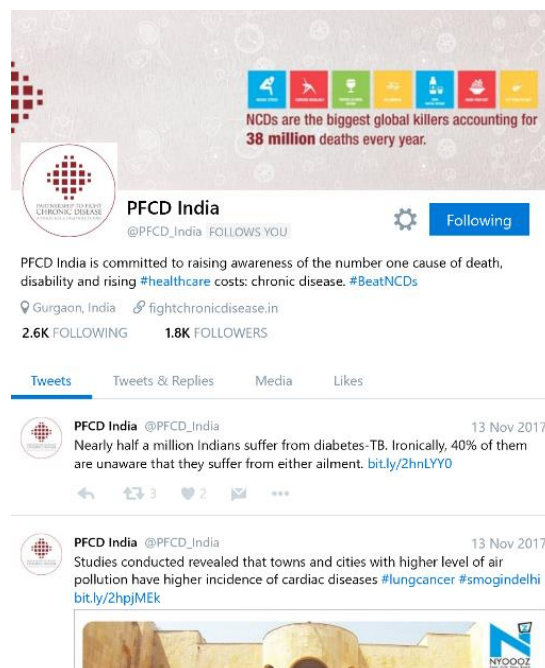 NCDs are the biggest global killers accounting for
38 million deaths every year.
PARTNERSHIP TO FIGHT
CHRONIC DISEASE
PFCD India
@PFCD_India FOLLOWS YOU
Following
PFCD India is committed to raising awareness of the number one cause of death,
disability and rising #healthcare costs: chronic disease. #BeatNCDs
Gurgaon, India fightchronicdisease.in
2.6K FOLLOWING 1.8K FOLLOWERS
Tweets Tweets & Replies Media Likes
PFCD India @PFCD_India 13 Nov 2017
Nearly half a million Indians suffer from diabetes-TB. Ironically, 40% of them
are unaware that they suffer from either ailment. bit.ly/2hnLYY0
3 2
PFCD India @PFCD_India 13 Nov 2017
Studies conducted revealed that towns and cities with higher level of air
pollution have higher incidence of cardiac diseases #lungcancer #smogindelhi
bit.ly/2hpjMEk
NYOOOZ